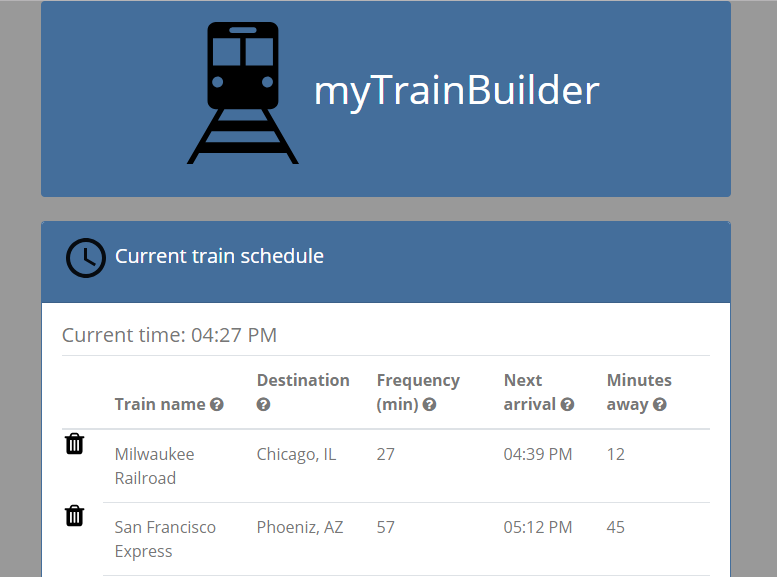 myTrainBuilder
Current train schedule
Current time: 04:27 PM
Train name ? Destination ? Frequency (min) ? Next arrival ? Minutes away ?
Milwaukee Railroad Chicago, IL 27 04:39 PM 12
San Francisco Express Phoeniz, AZ 57 05:12 PM 45